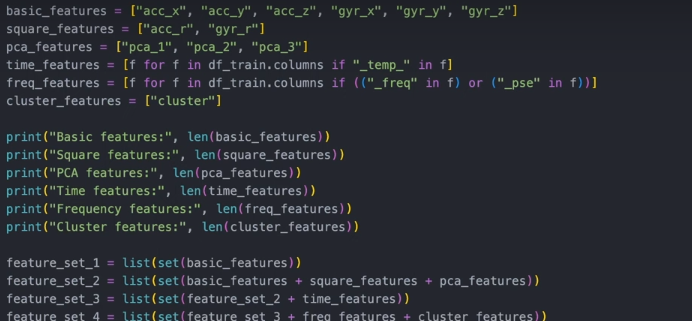 basic_features = ["acc_x", "acc_y", "acc_z", "gyr_x", "gyr_y", "gyr_z"]
square_features = ["acc_r", "gyr_r"]
pca_features = ["pca_1", "pca_2", "pca_3"]
time_features = [f for f in df_train.columns if "_temp_" in f]
freq_features = [f for f in df_train.columns if (("_freq" in f) or ("_pse" in f))]
cluster_features = ["cluster"]
print("Basic features:", len(basic_features))
print("Square features:", len(square_features))
print("PCA features:", len(pca_features))
print("Time features:", len(time_features))
print("Frequency features:", len(freq_features))
print("Cluster features:", len(cluster_features))
feature_set_1 = list(set(basic_features))
feature_set_2 = list(set(basic_features + square_features + pca_features))
feature_set_3 = list(set(feature_set_2 + time_features))
feature_set_4 = list(set(feature_set_3 + freq_features + cluster_features))